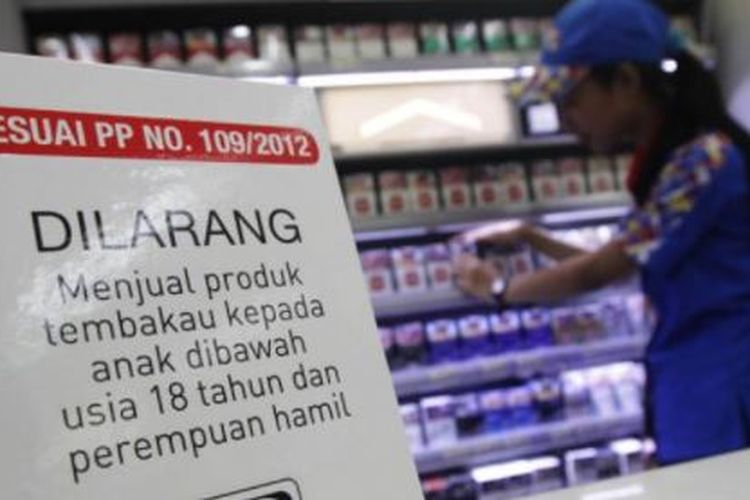 ESUAI PP NO. 109/2012
DILARANG
Menjual produk
tembakau kepada
anak dibawah
usia 18 tahun dan
perempuan hamil